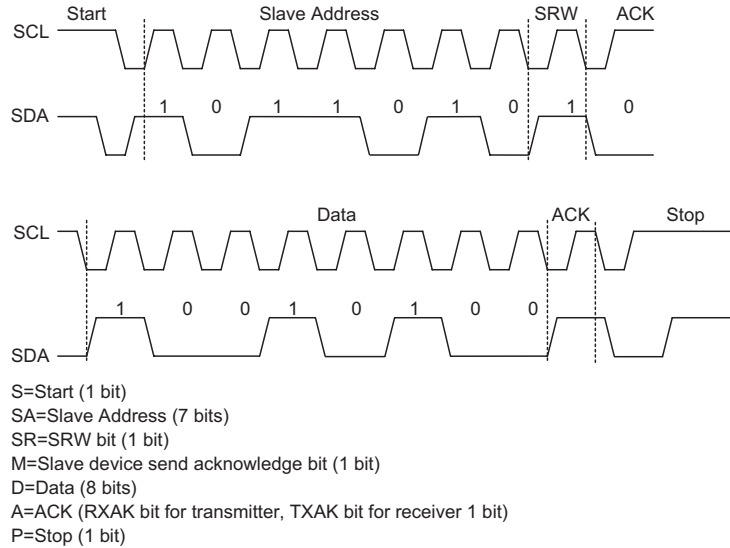 Start Slave Address SRW ACK
SCL
1 0 1 1 0 1 0 1 0
SDA
Data ACK Stop
SCL
1 0 0 1 0 1 0 0
SDA
S=Start (1 bit)
SA=Slave Address (7 bits)
SR=SRW bit (1 bit)
M=Slave device send acknowledge bit (1 bit)
D=Data (8 bits)
A=ACK (RXAK bit for transmitter, TXAK bit for receiver 1 bit)
P=Stop (1 bit)